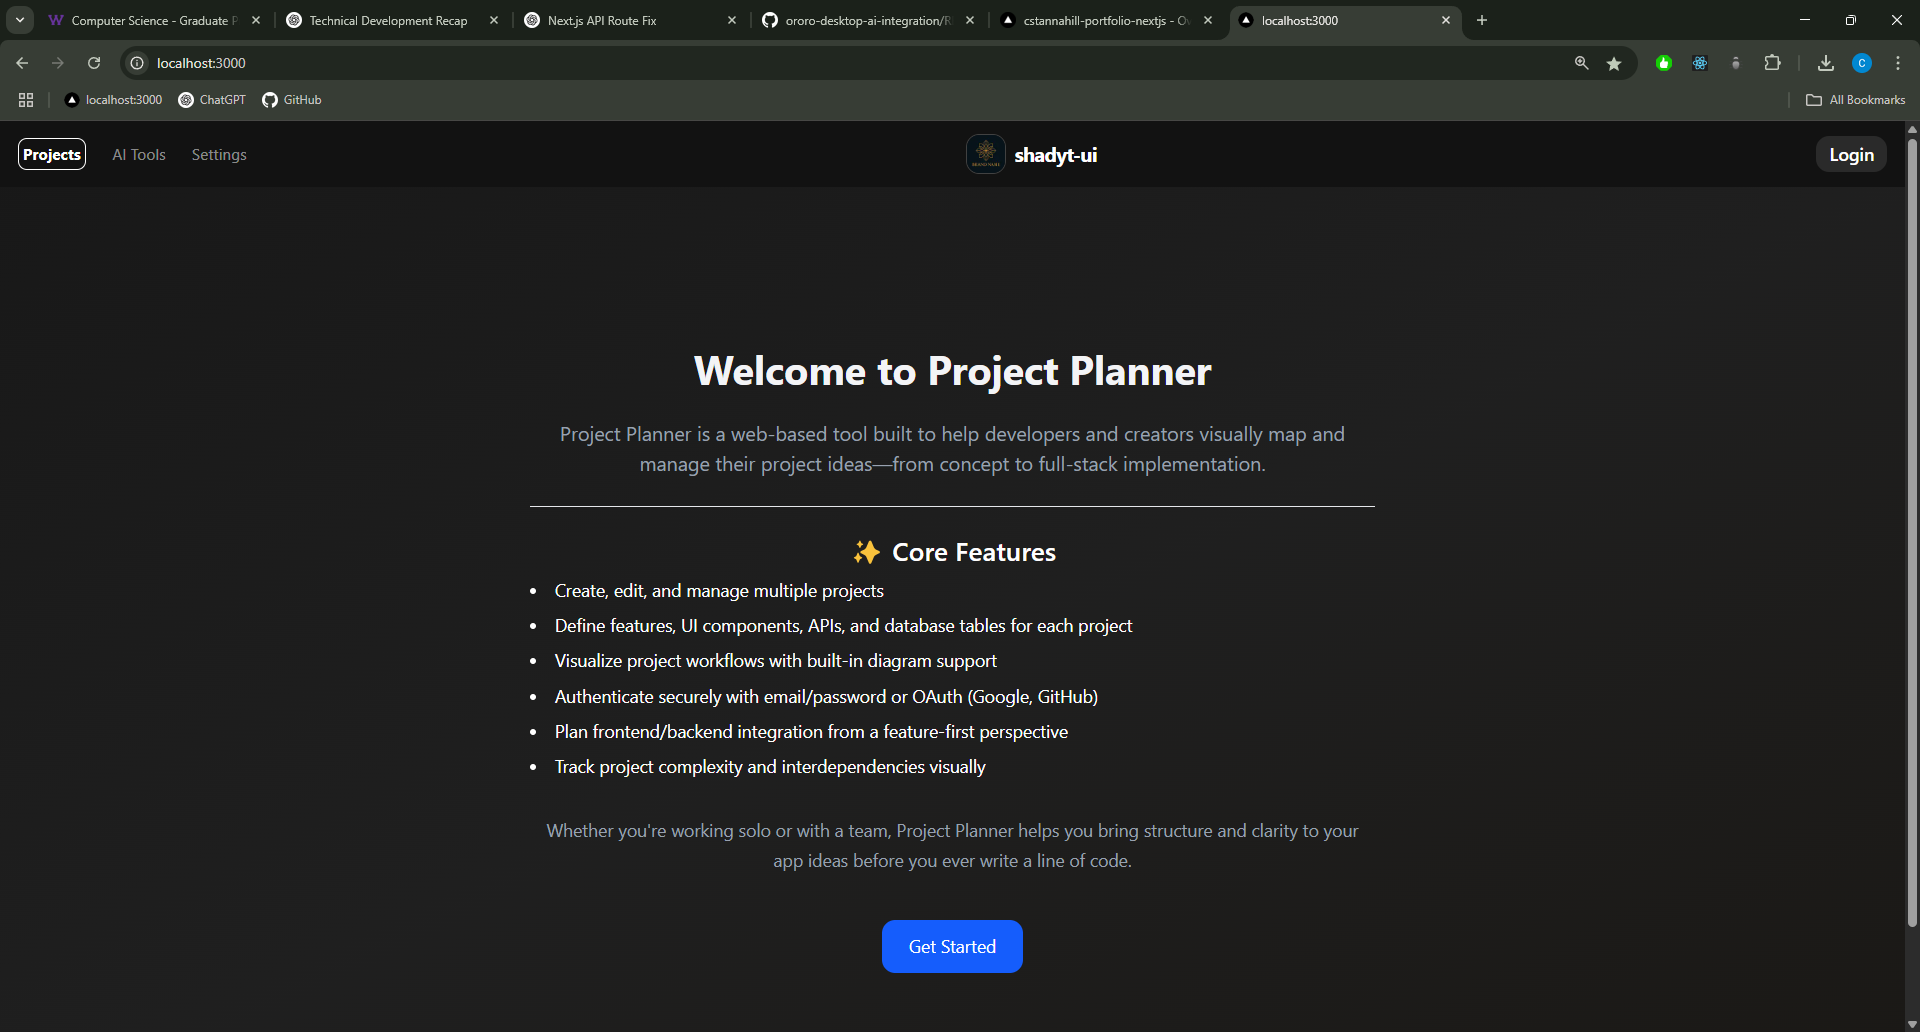 Computer Science - Graduate P
Technical Development Recap
Next.js API Route Fix
ororo-desktop-ai-integration/R
cstannahill-portfolio-nextjs - Ov
localhost:3000
localhost:3000
C
localhost:3000
ChatGPT
GitHub
All Bookmarks
Projects
AI Tools
Settings
shadyt-ui
Login
Welcome to Project Planner
Project Planner is a web-based tool built to help developers and creators visually map and
manage their project ideas—from concept to full-stack implementation.
✨ Core Features
• Create, edit, and manage multiple projects
• Define features, UI components, APIs, and database tables for each project
• Visualize project workflows with built-in diagram support
• Authenticate securely with email/password or OAuth (Google, GitHub)
• Plan frontend/backend integration from a feature-first perspective
• Track project complexity and interdependencies visually
Whether you're working solo or with a team, Project Planner helps you bring structure and clarity to your
app ideas before you ever write a line of code.
Get Started